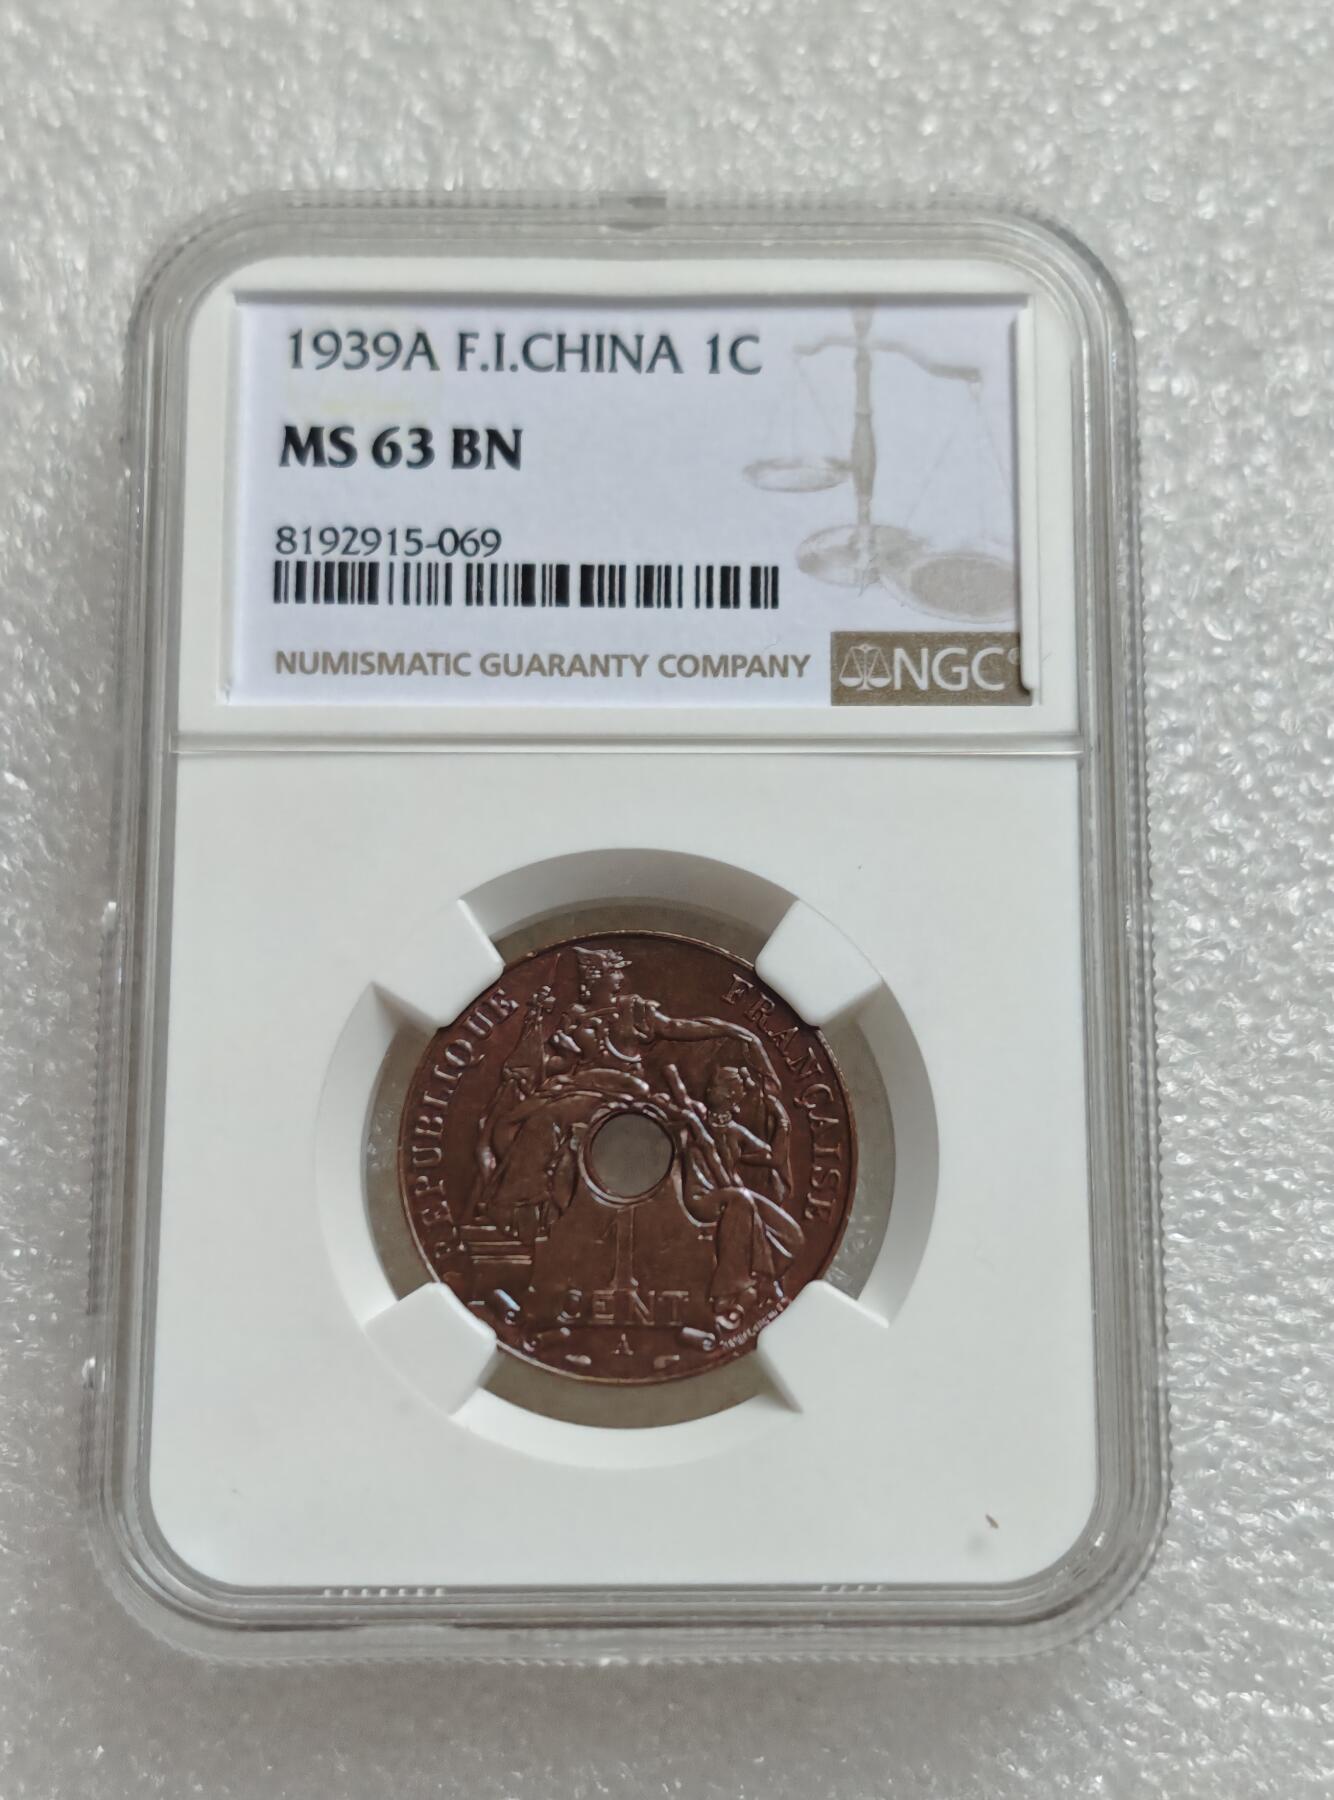 1939A F.I.CHINA 1C
MS 63 BN
8192915-069
NUMISMATIC GUARANTY COMPANY
NGC
REPUBLIQUE FRANÇAISE
1
CENT
A